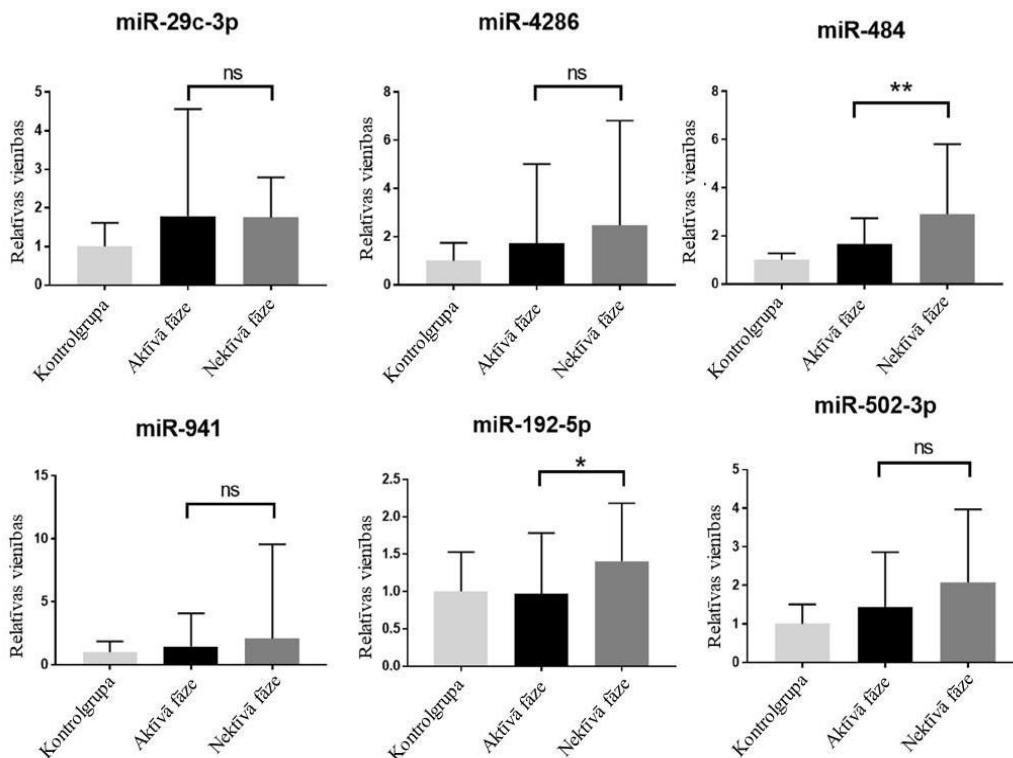 miR-29c-3p
ns
Relatīvas vienības
5
4
3
2
1
0
Kontrolgrupa
Aktīvā fāze
Nektīvā fāze
miR-4286
ns
Relatīvas vienības
8
6
4
2
0
Kontrolgrupa
Aktīvā fāze
Nektīvā fāze
miR-484
**
Relatīvas vienības
8
6
4
2
0
Kontrolgrupa
Aktīvā fāze
Nektīvā fāze
miR-941
ns
Relatīvas vienības
15
10
5
0
Kontrolgrupa
Aktīvā fāze
Nektīvā fāze
miR-192-5p
*
Relatīvas vienības
2.5
2.0
1.5
1.0
0.5
0.0
Kontrolgrupa
Aktīvā fāze
Nektīvā fāze
miR-502-3p
ns
Relatīvas vienības
5
4
3
2
1
0
Kontrolgrupa
Aktīvā fāze
Nektīvā fāze